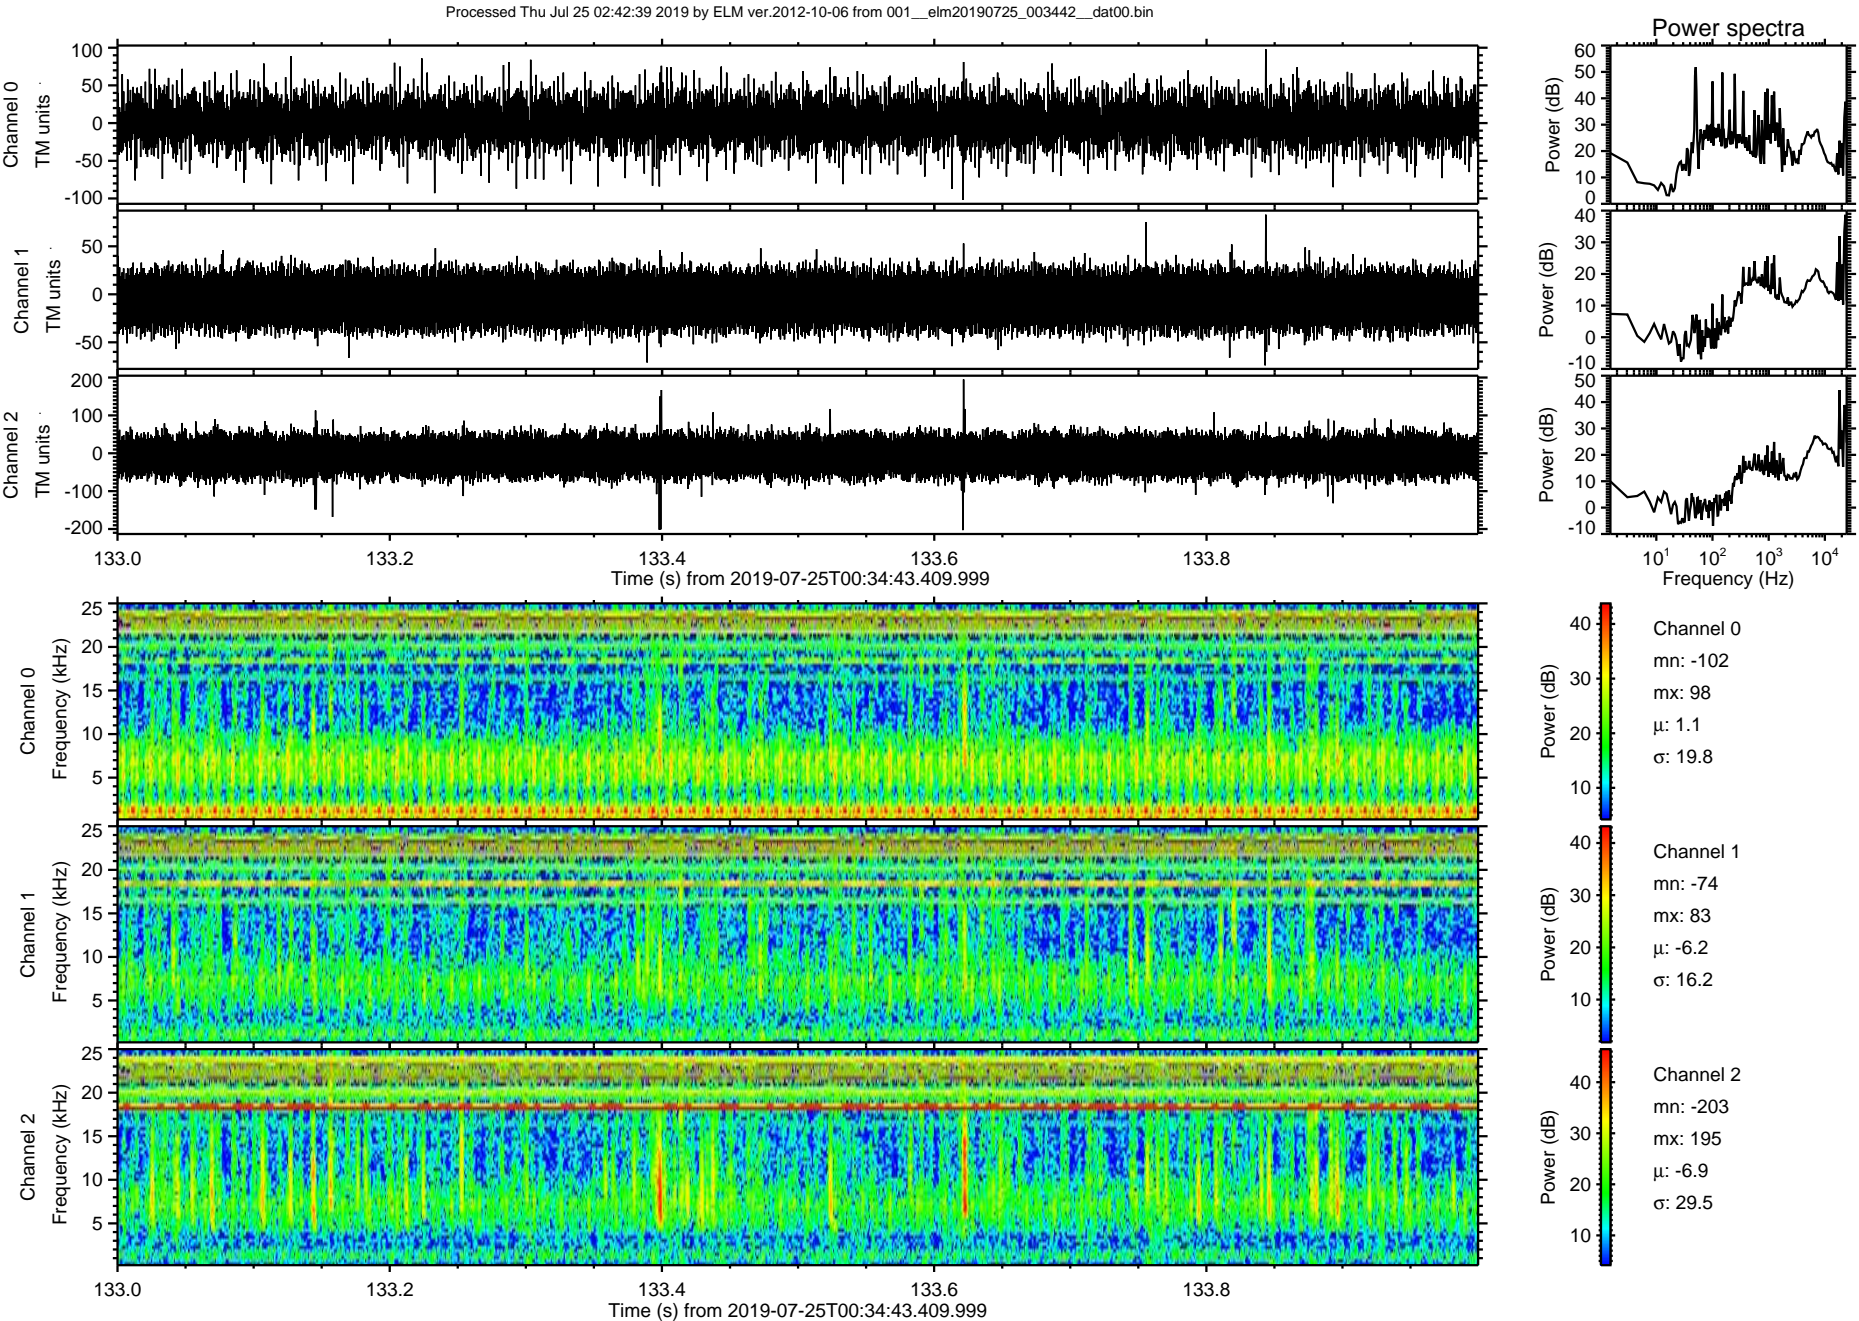 Processed Thu Jul 25 02:42:39 2019 by ELM ver.2012-10-06 from 001__elm20190725_003442__dat00.bin
Power spectra
Channel 0
TM units
100
50
0
-50
-100
Power (dB)
60
50
40
30
20
10
0
Channel 1
TM units
50
0
-50
Power (dB)
40
30
20
10
0
-10
Channel 2
TM units
200
100
0
-100
-200
Power (dB)
50
40
30
20
10
0
-10
133.0 133.2 133.4 133.6 133.8
Time (s) from 2019-07-25T00:34:43.409.999
10¹ 10² 10³ 10⁴
Frequency (Hz)
Channel 0
Frequency (kHz)
25
20
15
10
5
Power (dB)
40
30
20
10
Channel 0
mn: -102
mx: 98
μ: 1.1
σ: 19.8
Channel 1
Frequency (kHz)
25
20
15
10
5
Power (dB)
40
30
20
10
Channel 1
mn: -74
mx: 83
μ: -6.2
σ: 16.2
Channel 2
Frequency (kHz)
25
20
15
10
5
Power (dB)
40
30
20
10
Channel 2
mn: -203
mx: 195
μ: -6.9
σ: 29.5
133.0 133.2 133.4 133.6 133.8
Time (s) from 2019-07-25T00:34:43.409.999